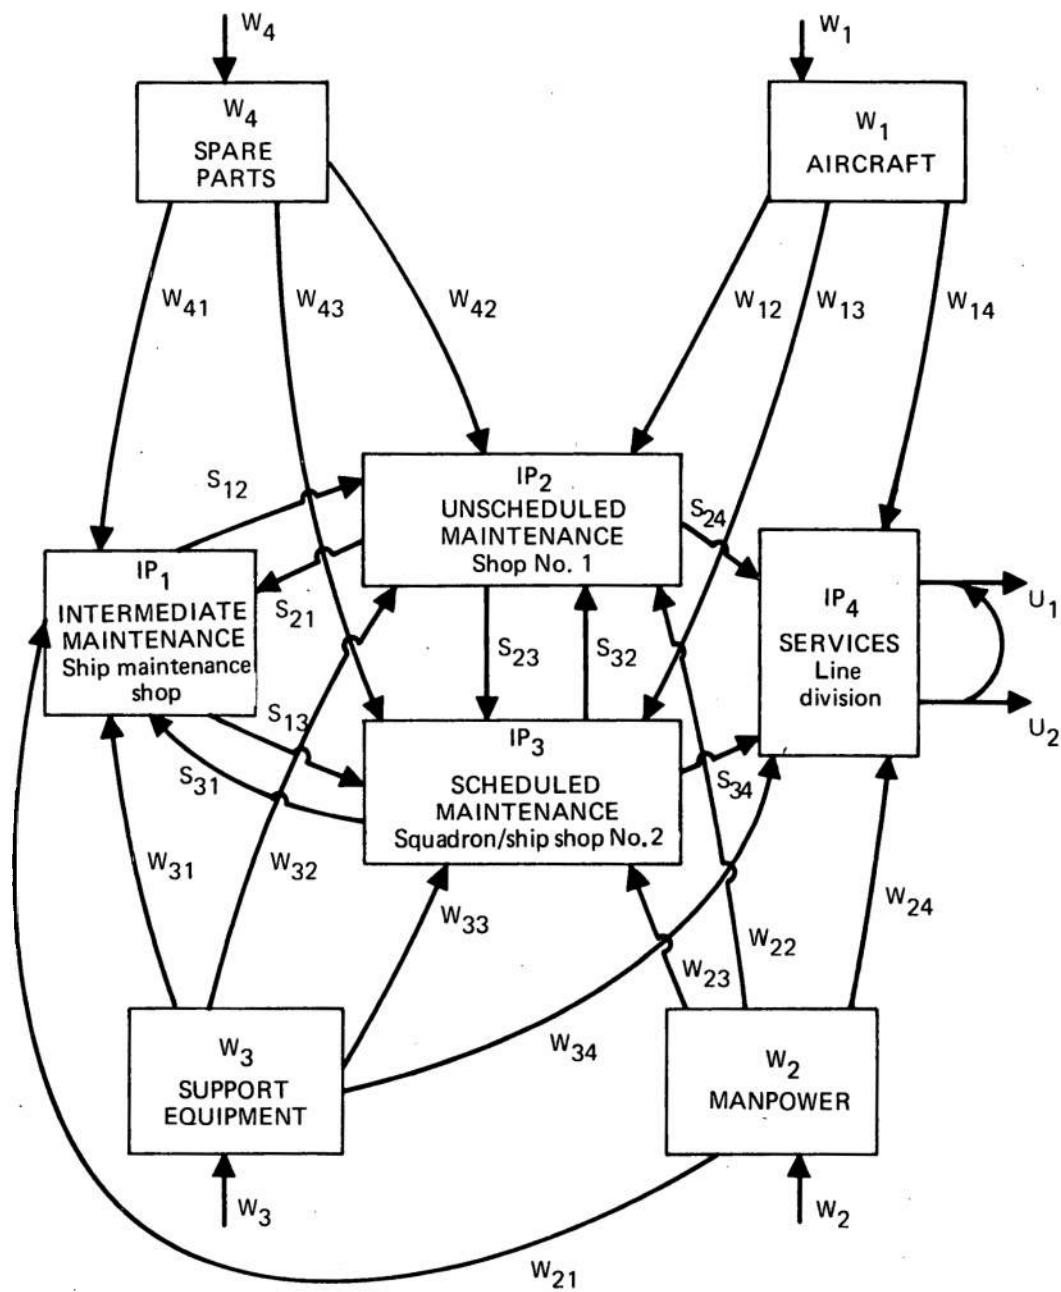 W4
W1
W4
SPARE
PARTS
W1
AIRCRAFT
W41
W43
W42
W12
W13
W14
S12
IP2
UNSCHEDULED
MAINTENANCE
Shop No. 1
S24
IP1
INTERMEDIATE
MAINTENANCE
Ship maintenance
shop
S21
S23
S32
IP4
SERVICES
Line
division
U1
U2
S13
S31
IP3
SCHEDULED
MAINTENANCE
Squadron/ship shop No.2
S34
W31
W32
W33
W34
W23
W22
W24
W3
SUPPORT
EQUIPMENT
W2
MANPOWER
W3
W2
W21